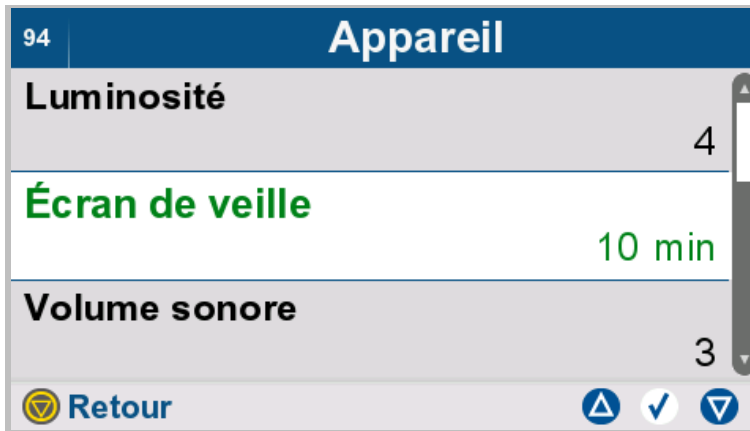 94
Appareil
Luminosité
4
Écran de veille
10 min
Volume sonore
3
Retour